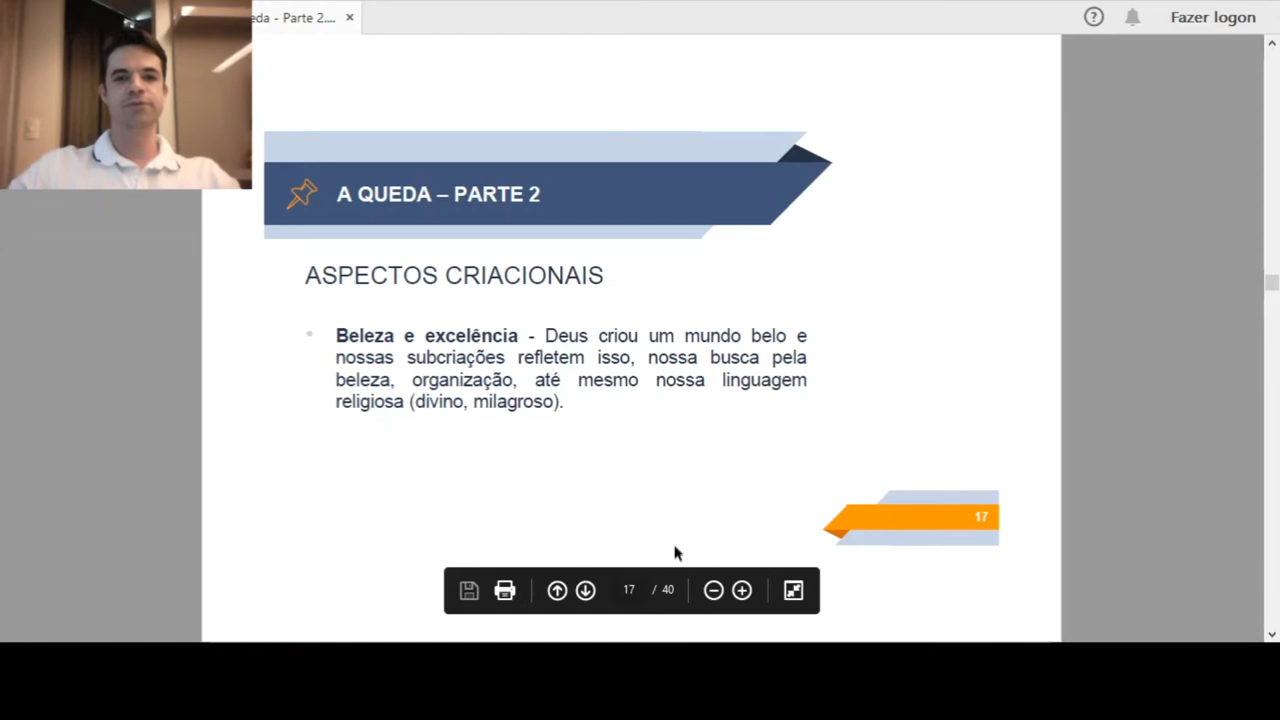 eda - Parte 2....
Fazer logon
A QUEDA – PARTE 2
ASPECTOS CRIACIONAIS
Beleza e excelência - Deus criou um mundo belo e
nossas subcriações refletem isso, nossa busca pela
beleza, organização, até mesmo nossa linguagem
religiosa (divino, milagroso).
17
17 / 40